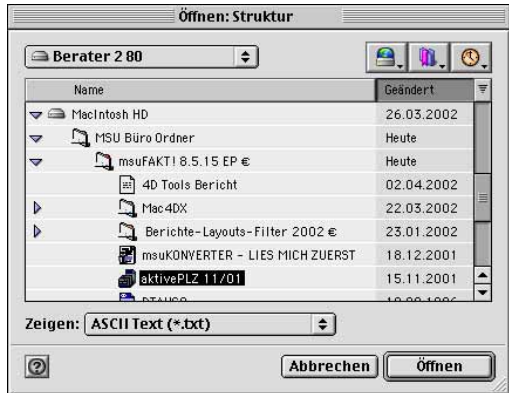 Öffnen: Struktur
Berater 2 80
Name Geändert
MacIntosh HD 26.03.2002
MSU Büro Ordner Heute
msuFAKT! 8.5.15 EP € Heute
4D Tools Bericht 02.04.2002
Mac4DX 22.03.2002
Berichte-Layouts-Filter 2002 € 23.01.2002
msuKONVERTER - LIES MICH ZUERST 18.12.2001
aktivePLZ 11/01 15.11.2001
Zeigen: ASCII Text (*.txt)
? Abbrechen Öffnen